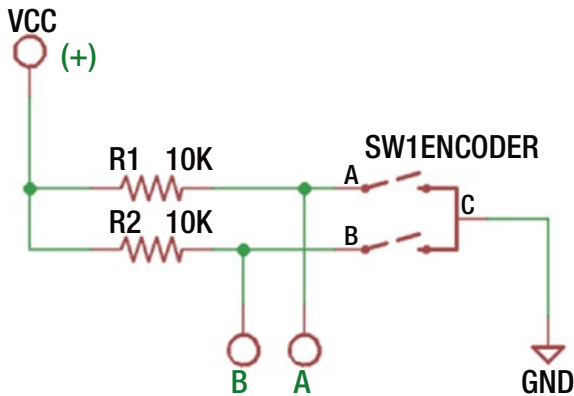 VCC
(+)
R1 10K
SW1ENCODER
A
C
R2 10K
B
B A
GND